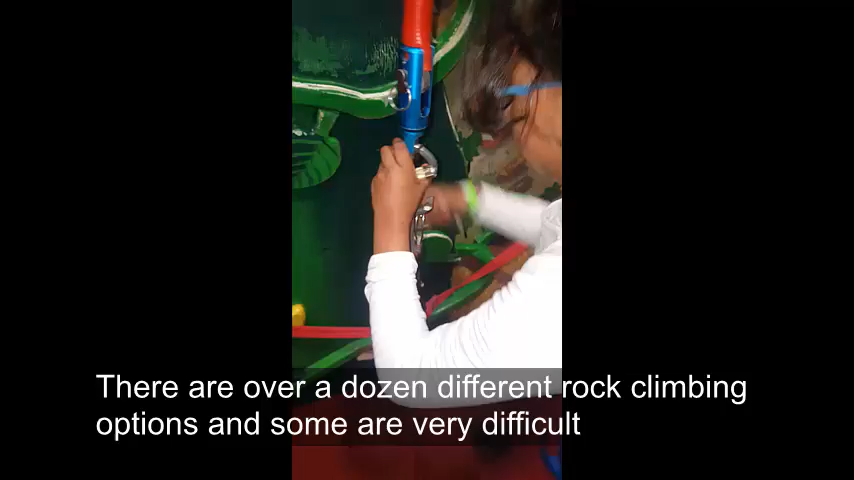 There are over a dozen different rock climbing
options and some are very difficult